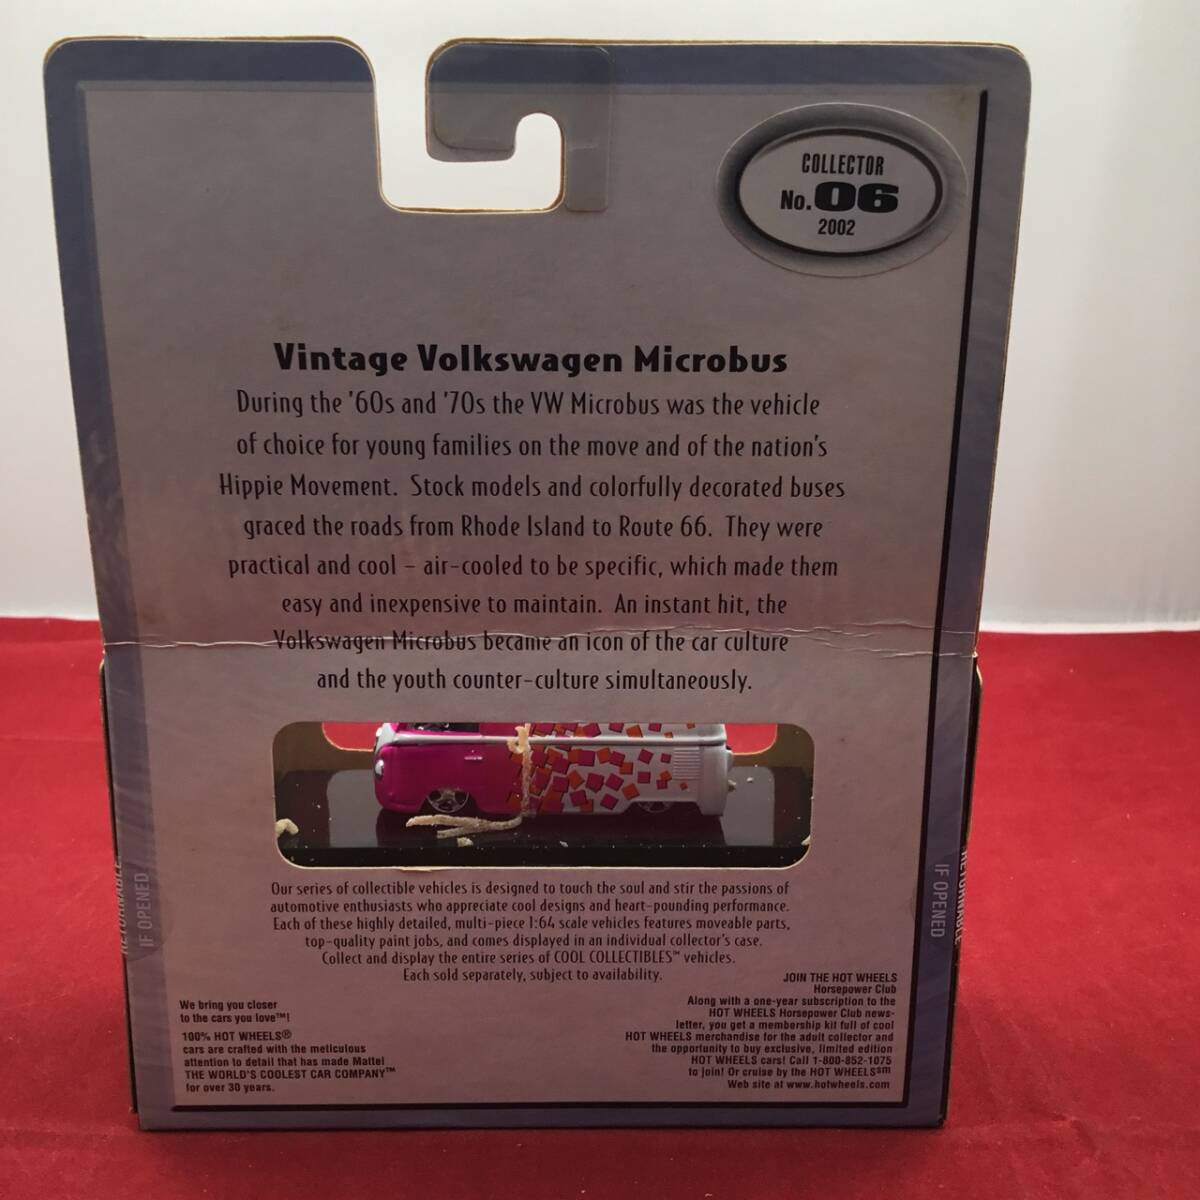 COLLECTOR
No. 06
2002
Vintage Volkswagen Microbus
During the '60s and '70s the VW Microbus was the vehicle
of choice for young families on the move and of the nation's
Hippie Movement. Stock models and colorfully decorated buses
graced the roads from Rhode Island to Route 66. They were
practical and cool – air-cooled to be specific, which made them
easy and inexpensive to maintain. An instant hit, the
Volkswagen Microbus became an icon of the car culture
and the youth counter-culture simultaneously.
Our series of collectible vehicles is designed to touch the soul and stir the passions of
automotive enthusiasts who appreciate cool designs and heart-pounding performance.
Each of these highly detailed, multi-piece 1:64 scale vehicles features moveable parts,
top-quality paint jobs, and comes displayed in an individual collector's case.
Collect and display the entire series of COOL COLLECTIBLES™ vehicles.
Each sold separately, subject to availability.
We bring you closer
to the cars you love™!
100% HOT WHEELS®
cars are crafted with the meticulous
attention to detail that has made Mattel
THE WORLD'S COOLEST CAR COMPANY™
for over 30 years.
JOIN THE HOT WHEELS
Horsepower Club
Along with a one-year subscription to the
HOT WHEELS Horsepower Club news-
letter, you get a membership kit full of cool
HOT WHEELS merchandise for the adult collector and
the opportunity to buy exclusive, limited edition
HOT WHEELS cars! Call 1-800-852-1075
to join! Or cruise by the HOT WHEELSsm
Web site at www.hotwheels.com
RETURNABLE
IF OPENED
IF OPENED
RETURNABLE